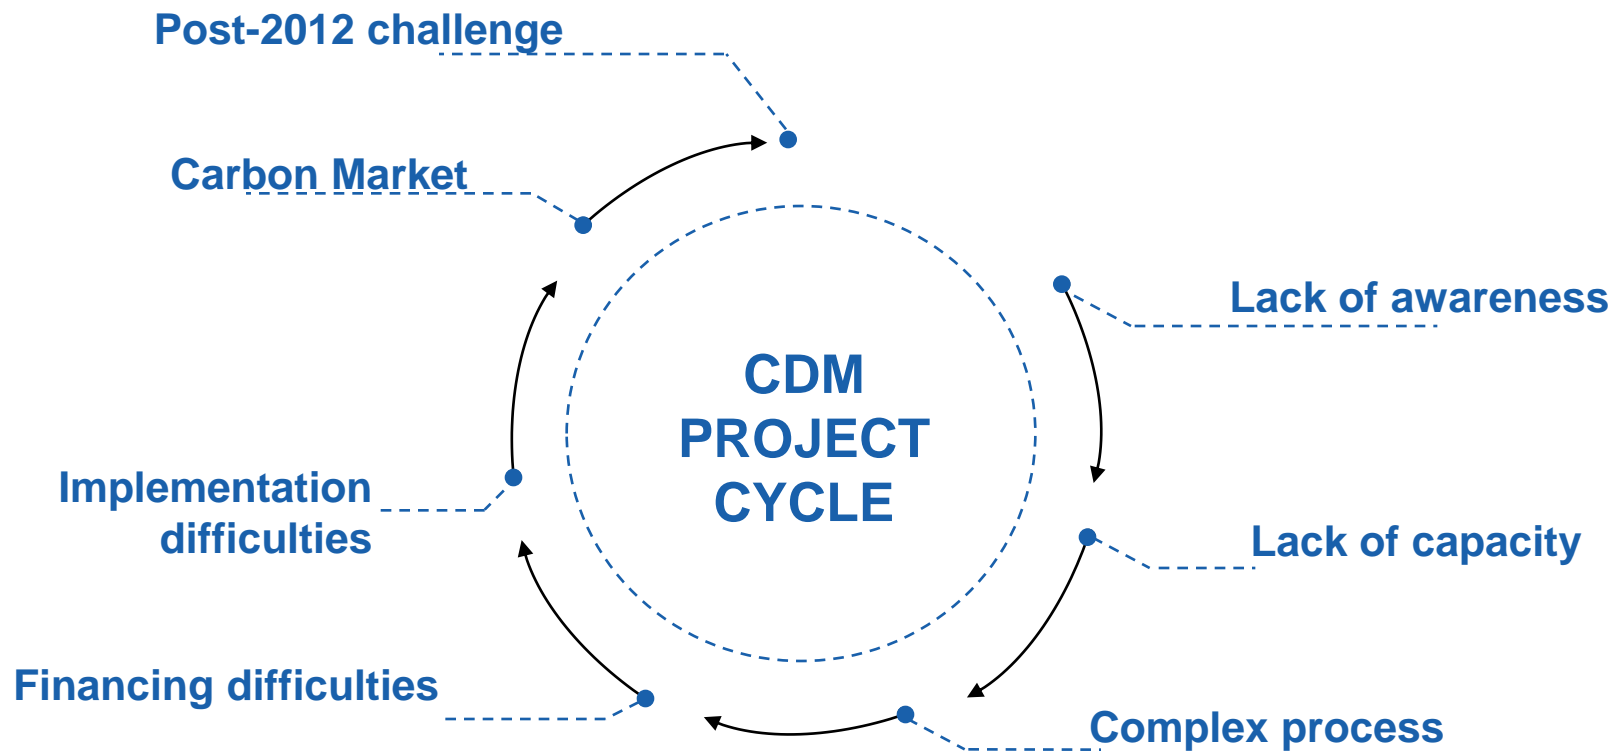 Post-2012 challenge
Carbon Market
Lack of awareness
CDM
PROJECT
CYCLE
Implementation
difficulties
Lack of capacity
Financing difficulties
Complex process